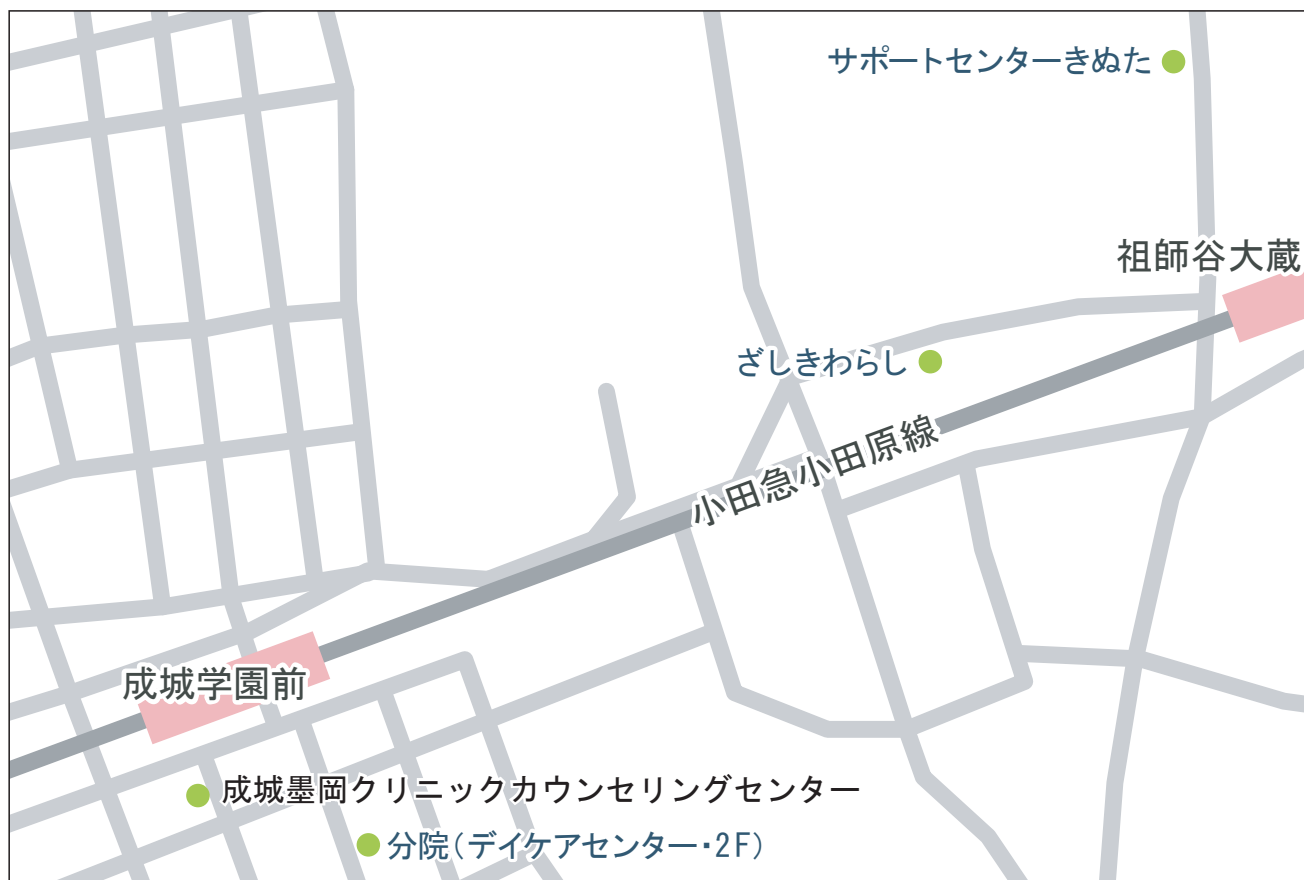 サポートセンターきぬた
祖師谷大蔵
ざしきわらし
小田急小田原線
成城学園前
成城墨岡クリニックカウンセリングセンター
分院(デイケアセンター・2F)